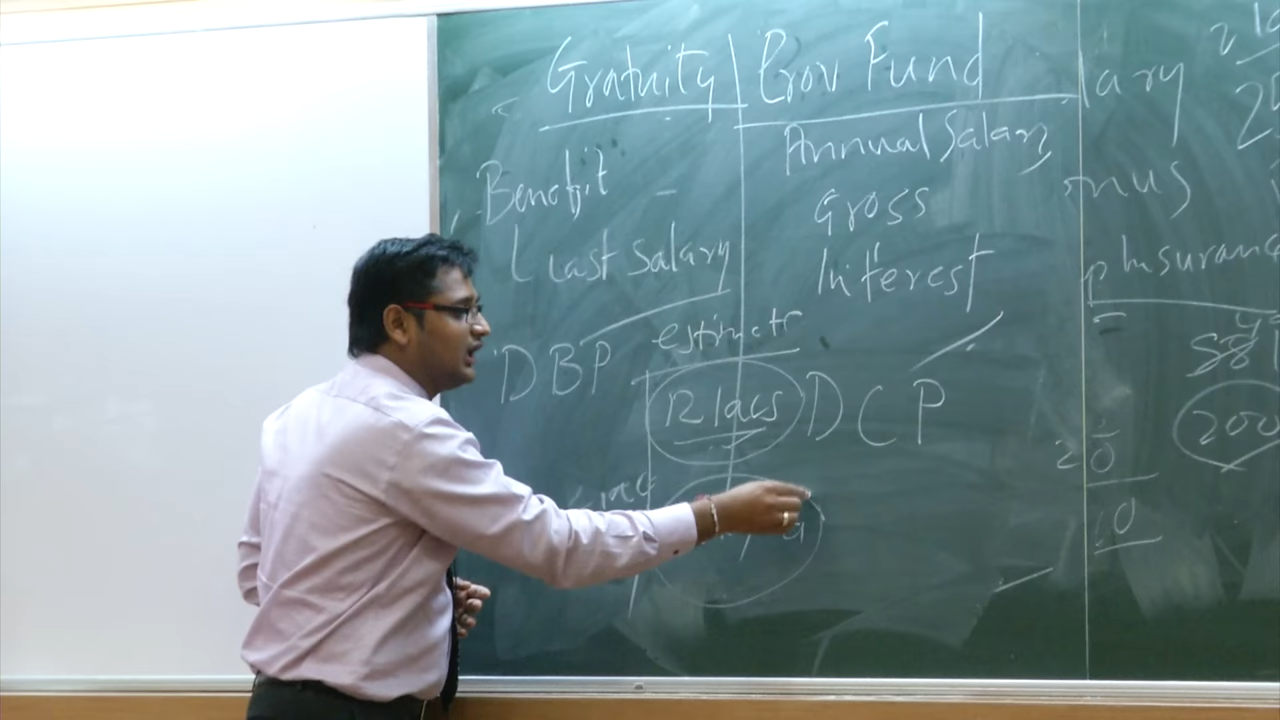 Gratuity
Benefit
Last Salary
DBP
estimate
12 lacs
Prov Fund
Annual Salary
Gross
Interest
DCP
lary
nus
p Insuran
200
20
10